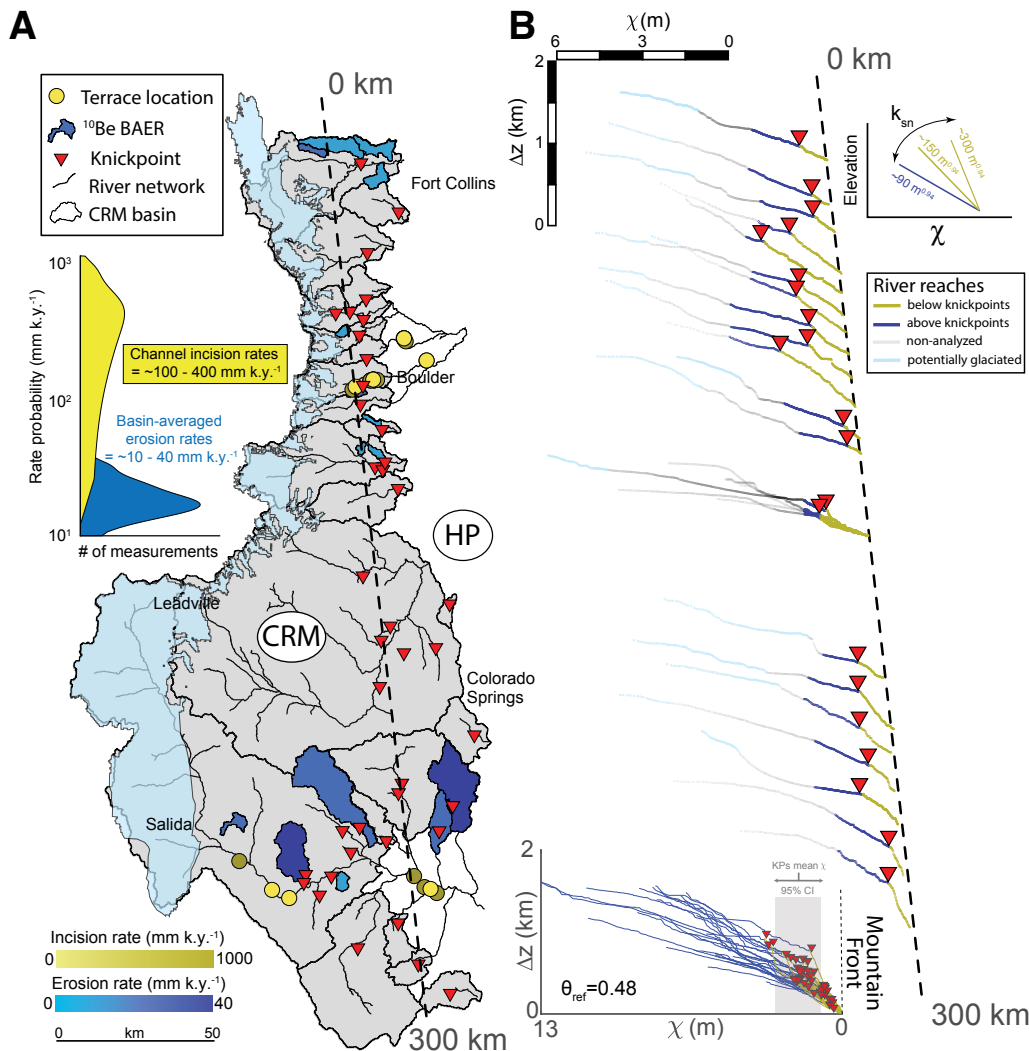 A
0 km
Terrace location
¹⁰Be BAER
Knickpoint
River network
CRM basin
Fort Collins
Boulder
Rate probability (mm k.y.⁻¹)
10³
10²
10¹
Channel incision rates
= ~100 - 400 mm k.y.⁻¹
Basin-averaged
erosion rates
= ~10 - 40 mm k.y.⁻¹
# of measurements
HP
Leadville
CRM
Colorado
Springs
Salida
Incision rate (mm k.y.⁻¹)
0 1000
Erosion rate (mm k.y.⁻¹)
0 40
0 km 50
300 km
B
χ (m)
6 3 0
2
1
0
Δz (km)
0 km
kₛₙ
~300 m⁰·⁹⁴
~150 m⁰·⁹⁴
~90 m⁰·⁹⁴
Elevation
χ
River reaches
below knickpoints
above knickpoints
non-analyzed
potentially glaciated
2
1
0
Δz (km)
KPs mean χ
95% CI
θref=0.48
13 χ (m) 0
Mountain
Front
300 km